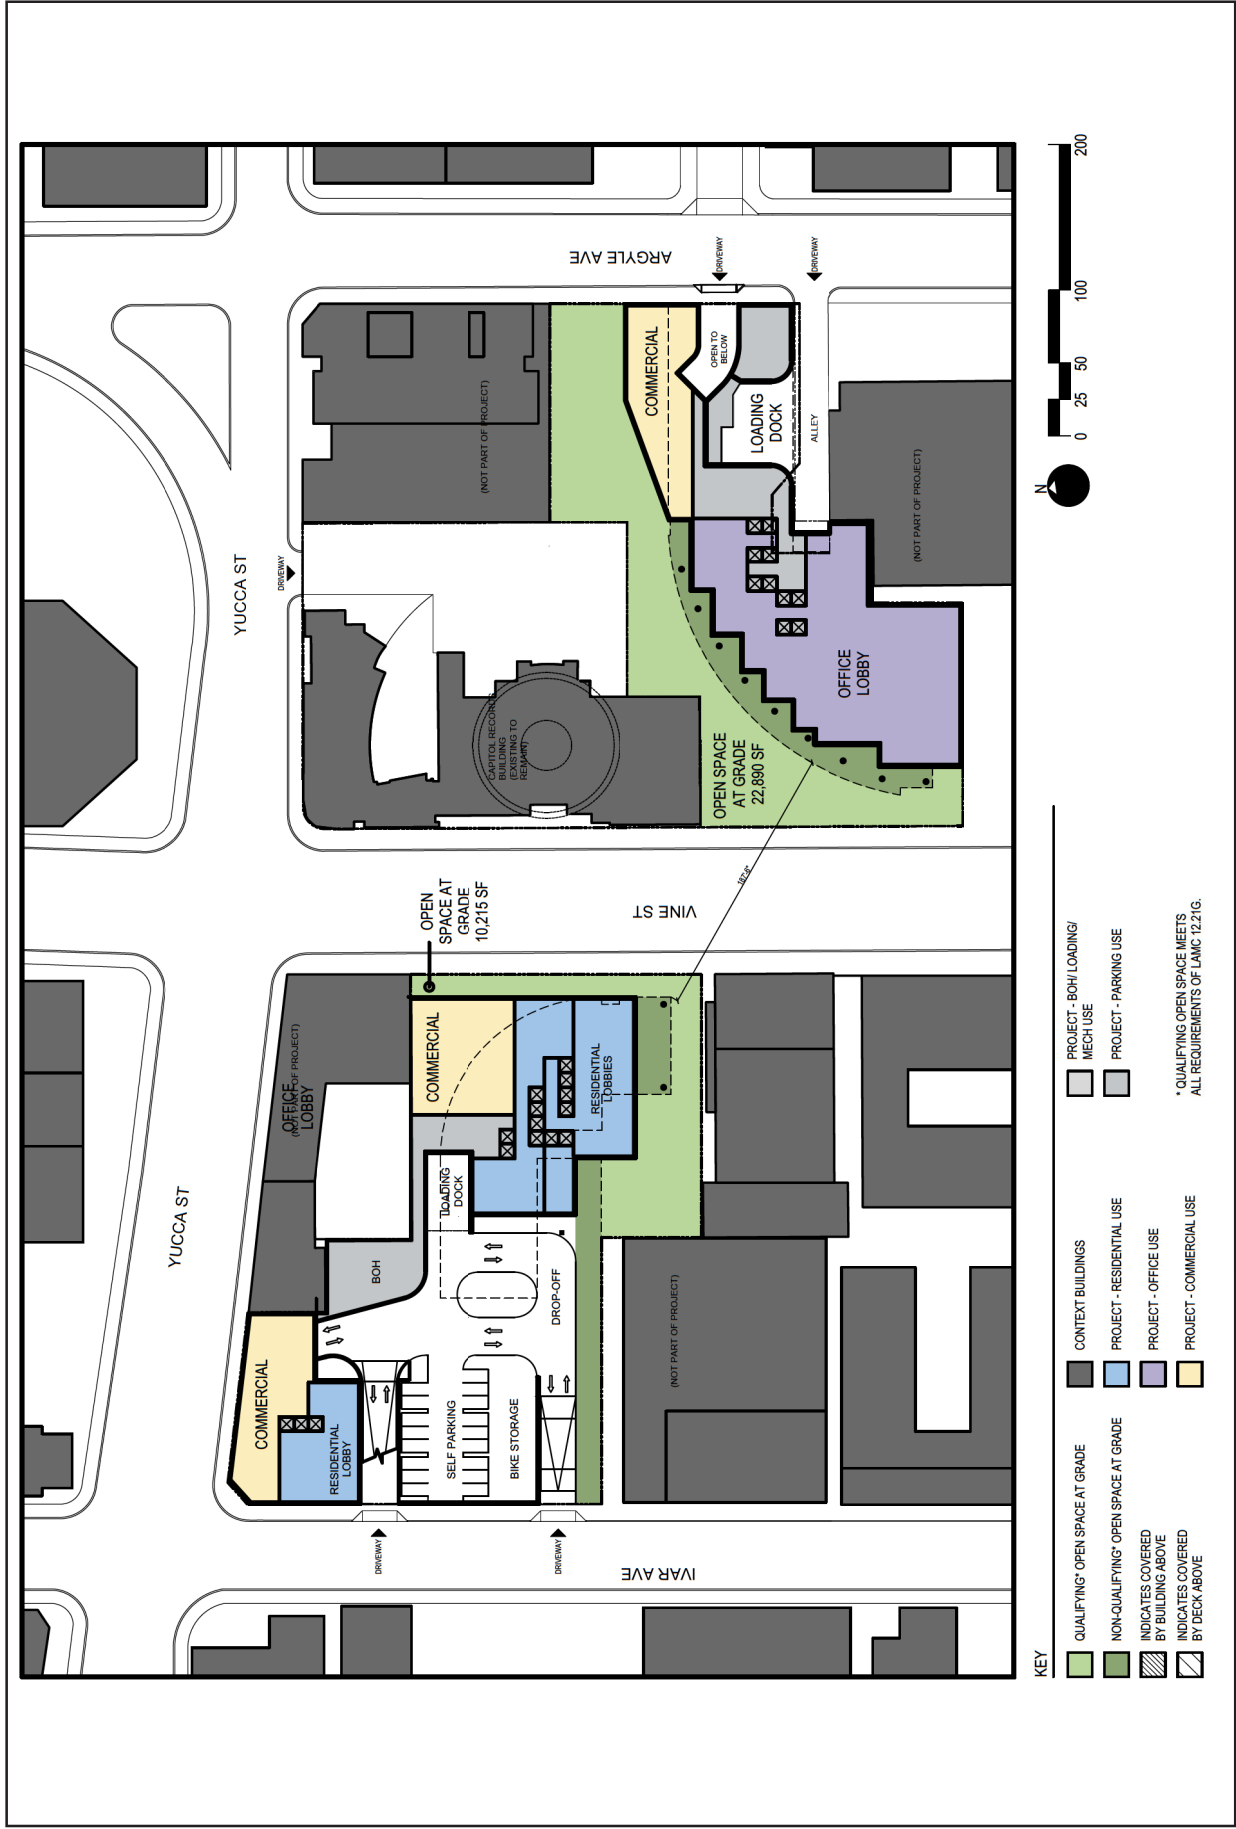 YUCCA ST
YUCCA ST
DRIVEWAY
ARGYLE AVE
DRIVEWAY
DRIVEWAY
VINE ST
IVAR AVE
DRIVEWAY
DRIVEWAY
(NOT PART OF PROJECT)
CAPITOL RECORDS
BUILDING
(EXISTING TO
REMAIN)
COMMERCIAL
OPEN TO
BELOW
LOADING
DOCK
ALLEY
(NOT PART OF PROJECT)
OFFICE
LOBBY
OPEN SPACE
AT GRADE
22,890 SF
187'-6"
OPEN
SPACE AT
GRADE
10,215 SF
OFFICE
LOBBY
(NOT PART OF PROJECT)
COMMERCIAL
RESIDENTIAL
LOBBIES
LOADING
DOCK
BOH
DROP-OFF
COMMERCIAL
RESIDENTIAL
LOBBY
SELF PARKING
BIKE STORAGE
(NOT PART OF PROJECT)
N
0
25
50
100
200
KEY
QUALIFYING* OPEN SPACE AT GRADE
NON-QUALIFYING* OPEN SPACE AT GRADE
INDICATES COVERED
BY BUILDING ABOVE
INDICATES COVERED
BY DECK ABOVE
CONTEXT BUILDINGS
PROJECT - RESIDENTIAL USE
PROJECT - OFFICE USE
PROJECT - COMMERCIAL USE
PROJECT - BOH/ LOADING/
MECH USE
PROJECT - PARKING USE
* QUALIFYING OPEN SPACE MEETS
ALL REQUIREMENTS OF LAMC 12.21G.